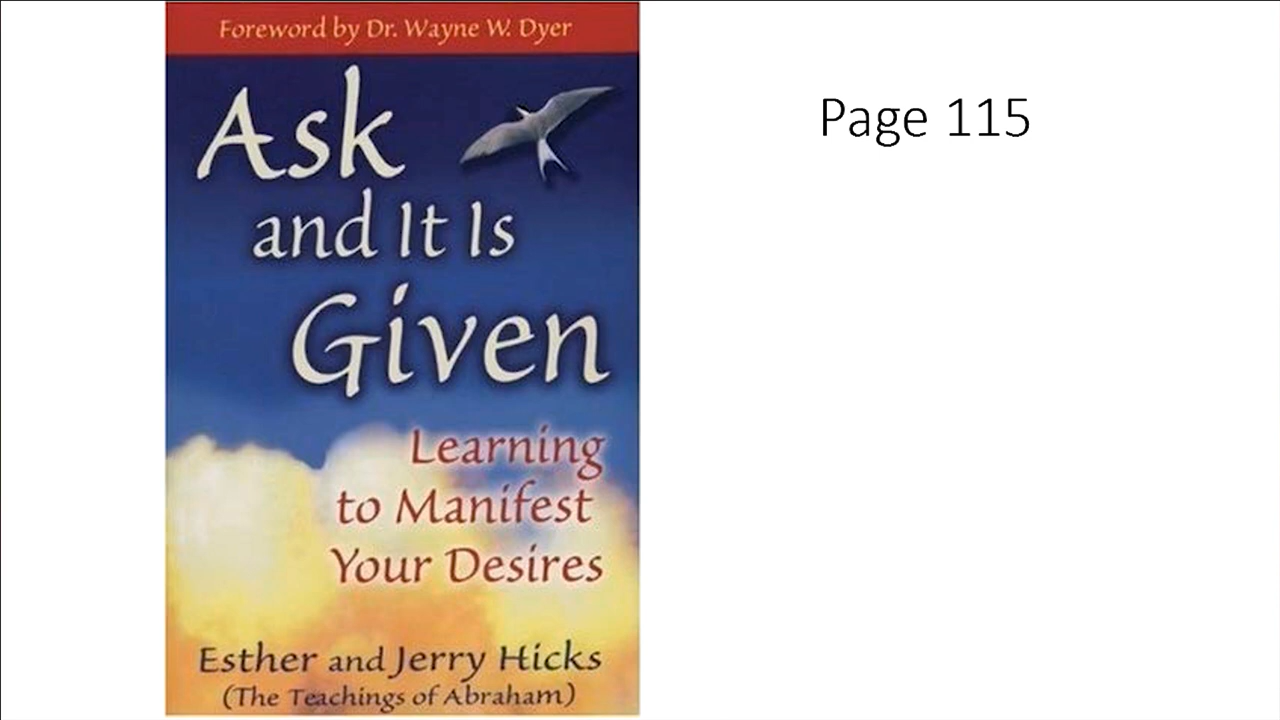 Foreword by Dr. Wayne W. Dyer
Ask
and It Is
Given
Learning
to Manifest
Your Desires
Esther and Jerry Hicks
(The Teachings of Abraham)
Page 115